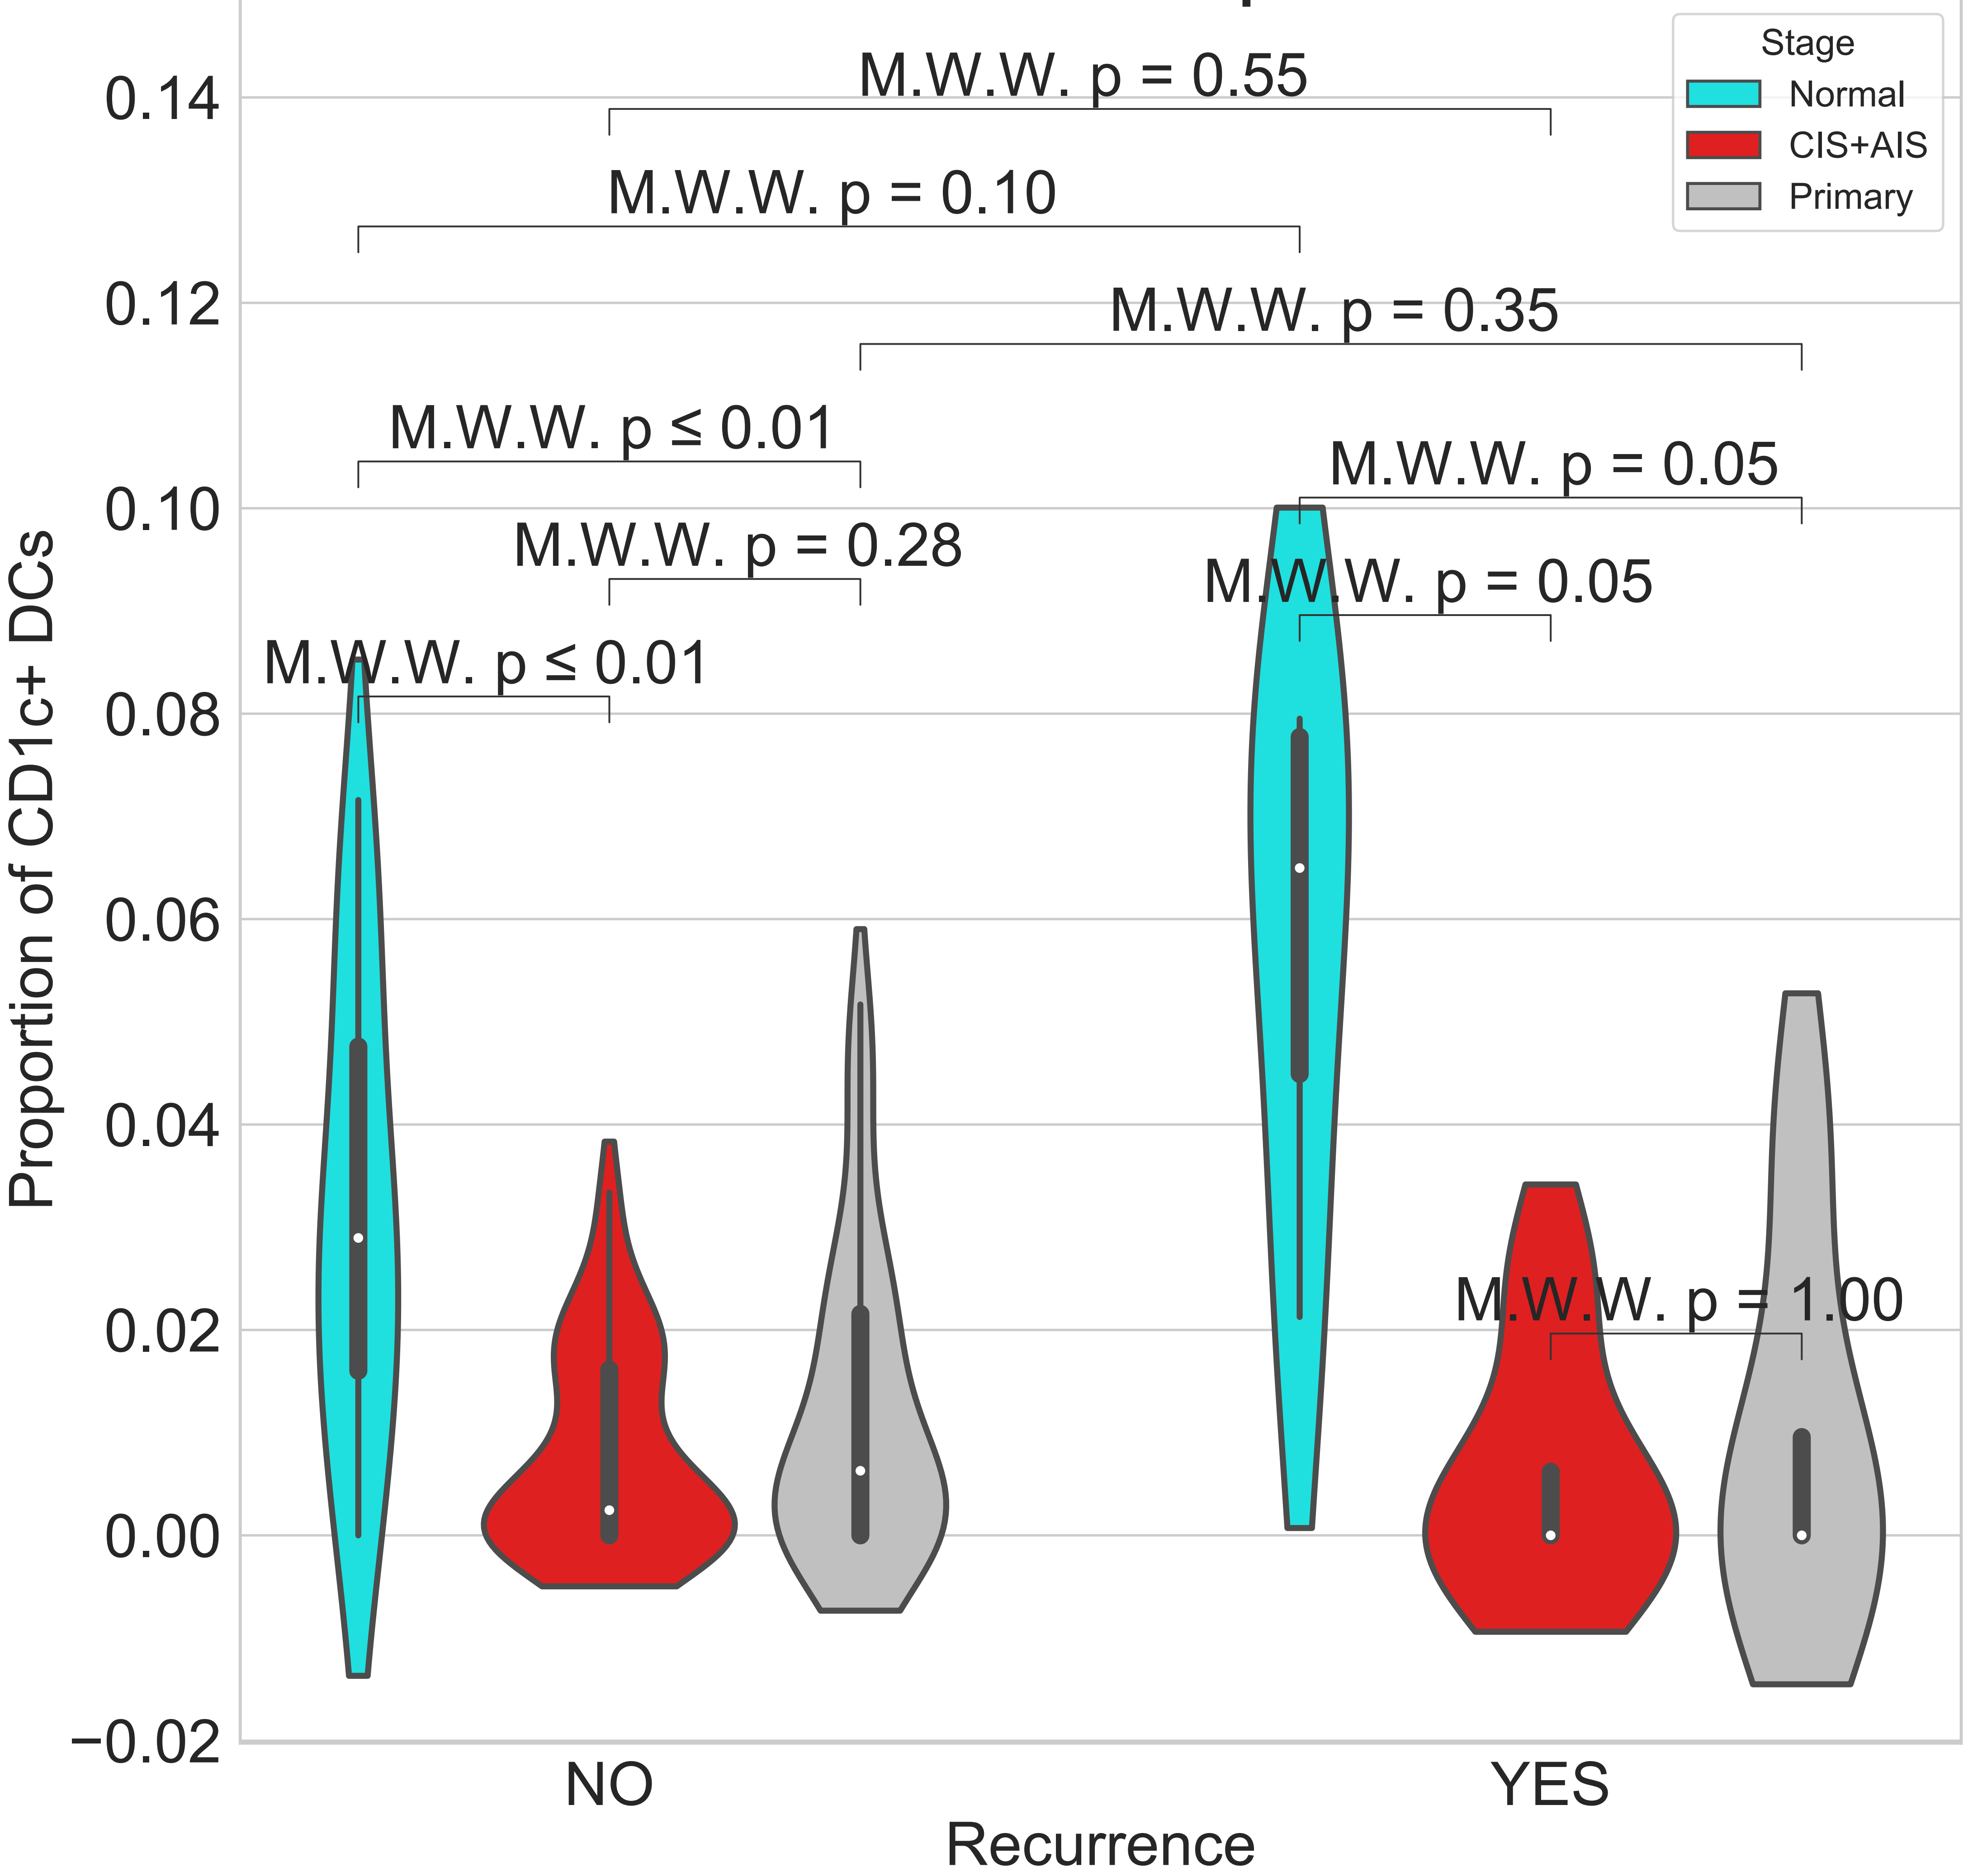 Stage
Normal
CIS+AIS
Primary
M.W.W. p = 0.55
M.W.W. p = 0.10
M.W.W. p = 0.35
M.W.W. p ≤ 0.01
M.W.W. p = 0.05
M.W.W. p = 0.28
M.W.W. p = 0.05
M.W.W. p ≤ 0.01
M.W.W. p = 1.00
0.14
0.12
0.10
0.08
0.06
0.04
0.02
0.00
−0.02
Proportion of CD1c+ DCs
NO
YES
Recurrence